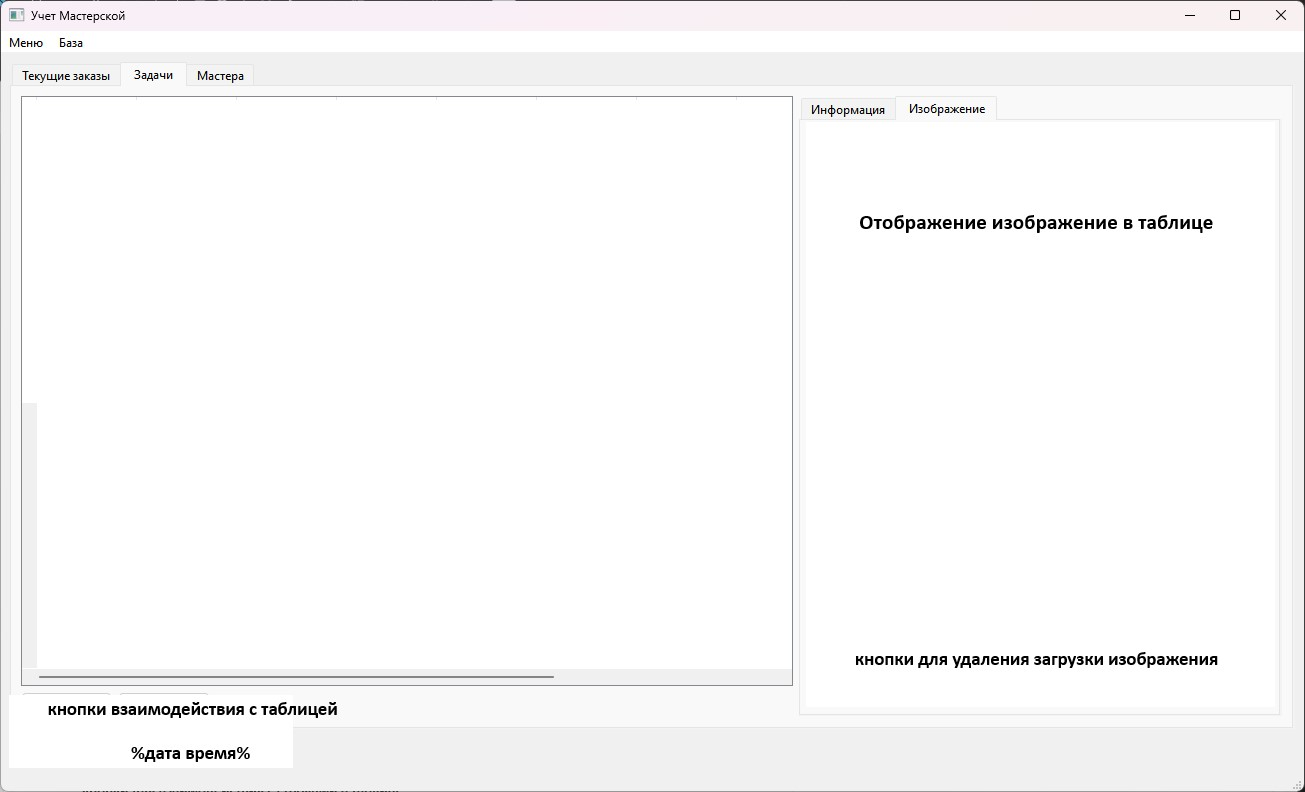 Учет Мастерской
Меню База
Текущие заказы Задачи Мастера
Информация Изображение
Отображение изображение в таблице
кнопки для удаления загрузки изображения
кнопки взаимодействия с таблицей
%дата время%